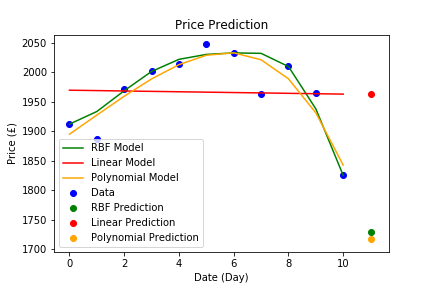 Price Prediction
2050
2000
1950
1900
1850
1800
1750
1700
Price (£)
RBF Model
Linear Model
Polynomial Model
Data
RBF Prediction
Linear Prediction
Polynomial Prediction
0 2 4 6 8 10
Date (Day)